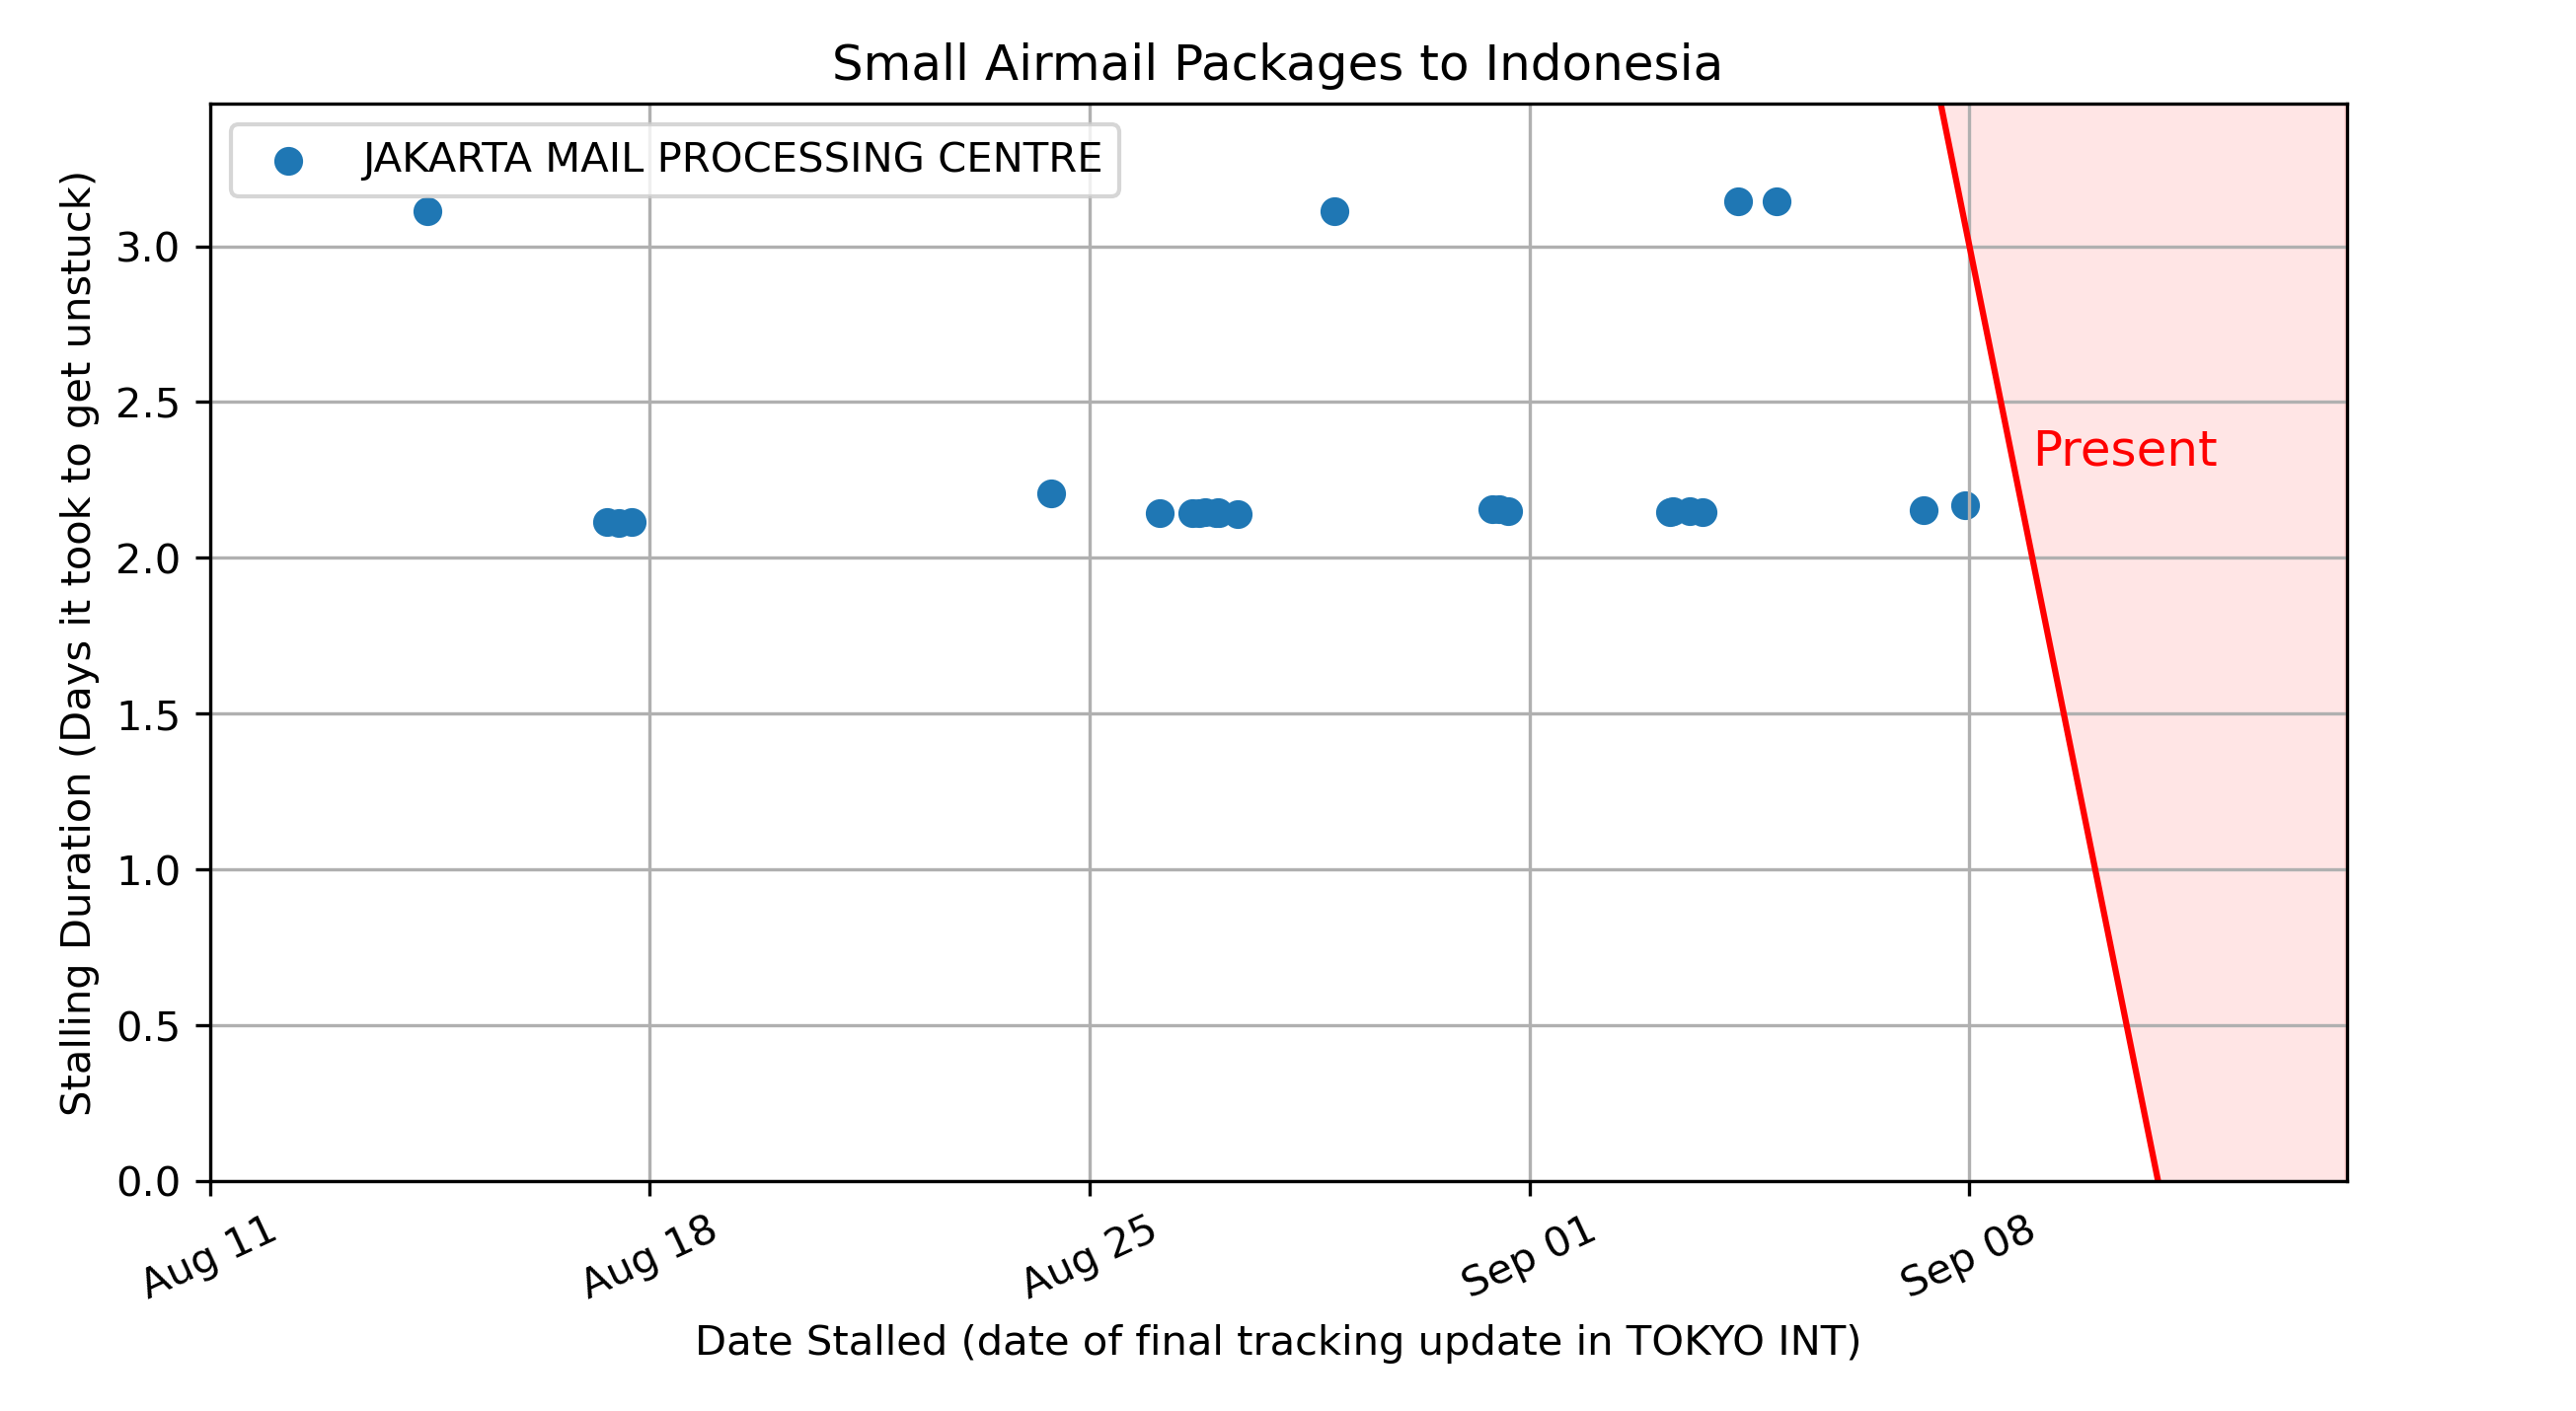 Small Airmail Packages to Indonesia
JAKARTA MAIL PROCESSING CENTRE
Stalling Duration (Days it took to get unstuck)
3.0
2.5
2.0
1.5
1.0
0.5
0.0
Present
Aug 11
Aug 18
Aug 25
Sep 01
Sep 08
Date Stalled (date of final tracking update in TOKYO INT)